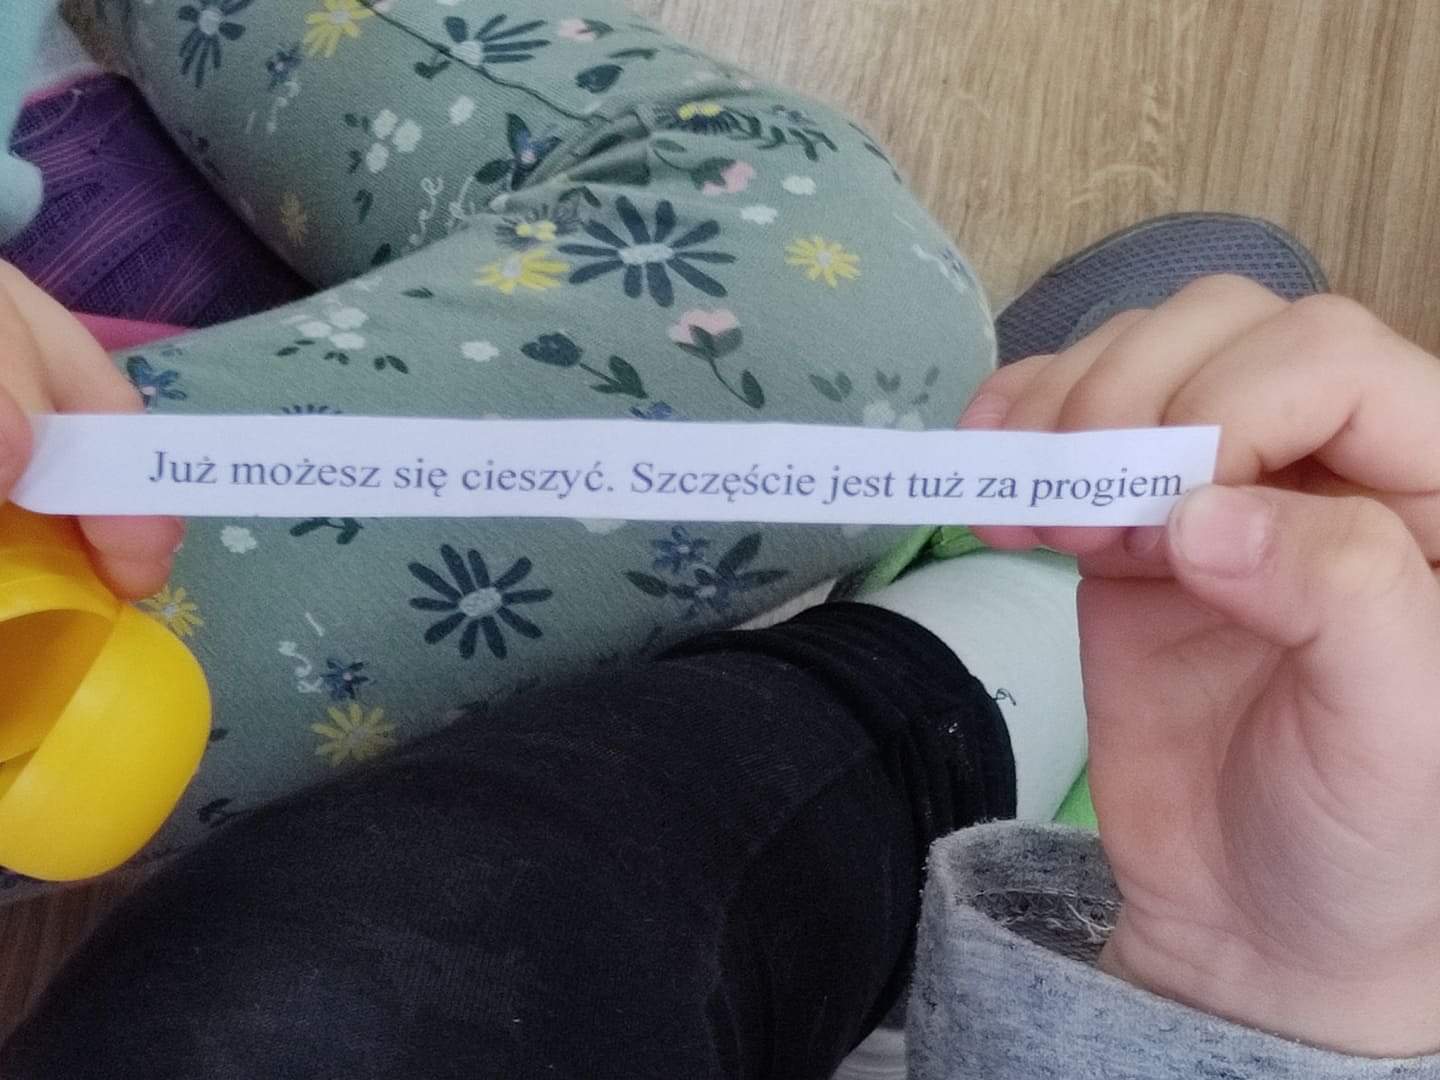 Już możesz się cieszyć. Szczęście jest tuż za progiem.